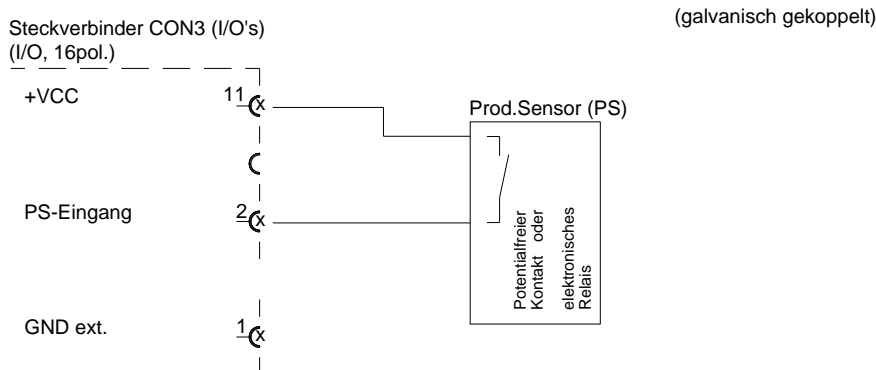 (galvanisch gekoppelt)
Steckverbinder CON3 (I/O's)
(I/O, 16pol.)
+VCC
11
x
Prod.Sensor (PS)
PS-Eingang
2
x
Potentialfreier
Kontakt oder
elektronisches
Relais
GND ext.
1
x